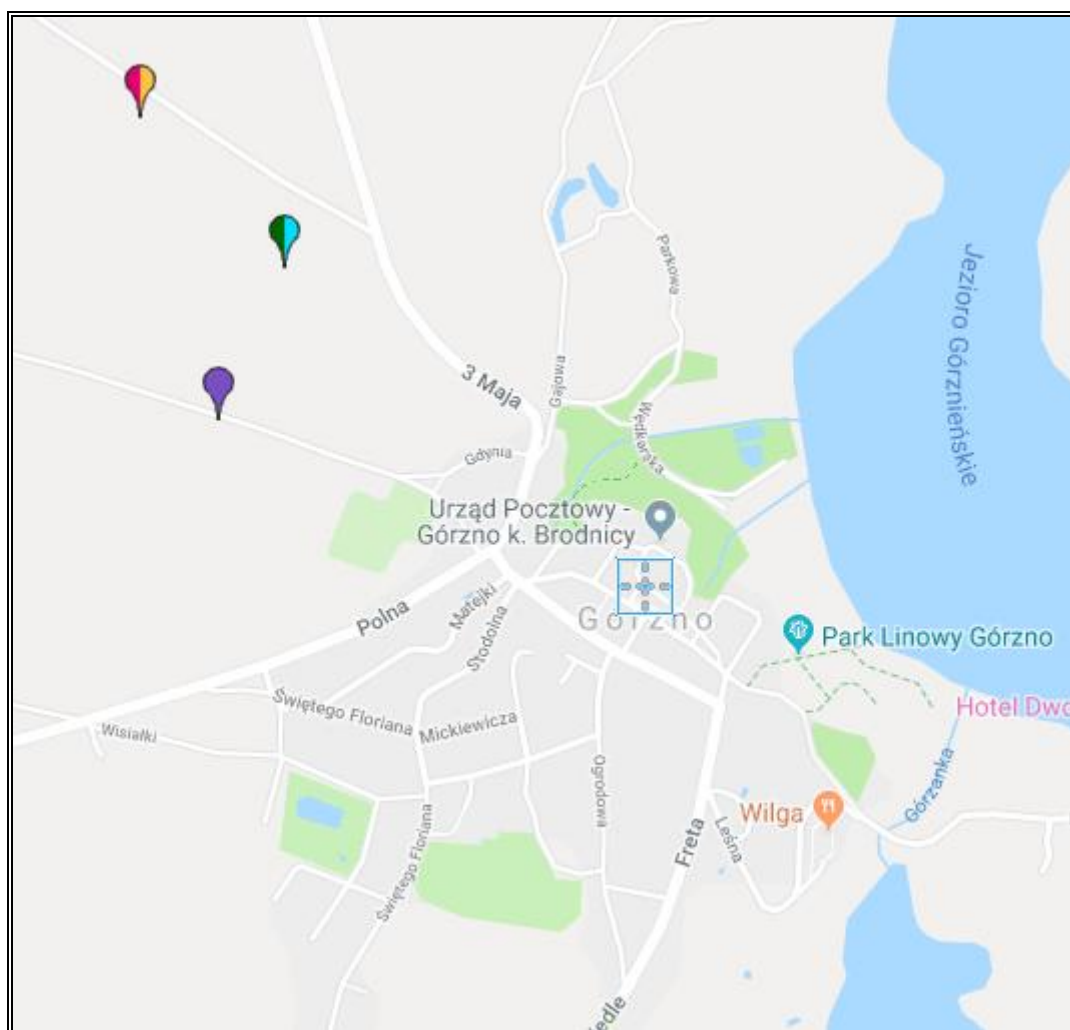 Parkowa
Jezioro Górznieńskie
3 Maja
Gajowa
Wędkarska
Gdynia
Urząd Pocztowy -
Górzno k. Brodnicy
Matejki
Polna
Stodolna
Górzno
Park Linowy Górzno
Świętego Floriana
Mickiewicza
Hotel Dwo
Wisiałki
Ogrodowa
Górzanka
Wilga
Freta
Leśna
Świętego Floriana
iedle